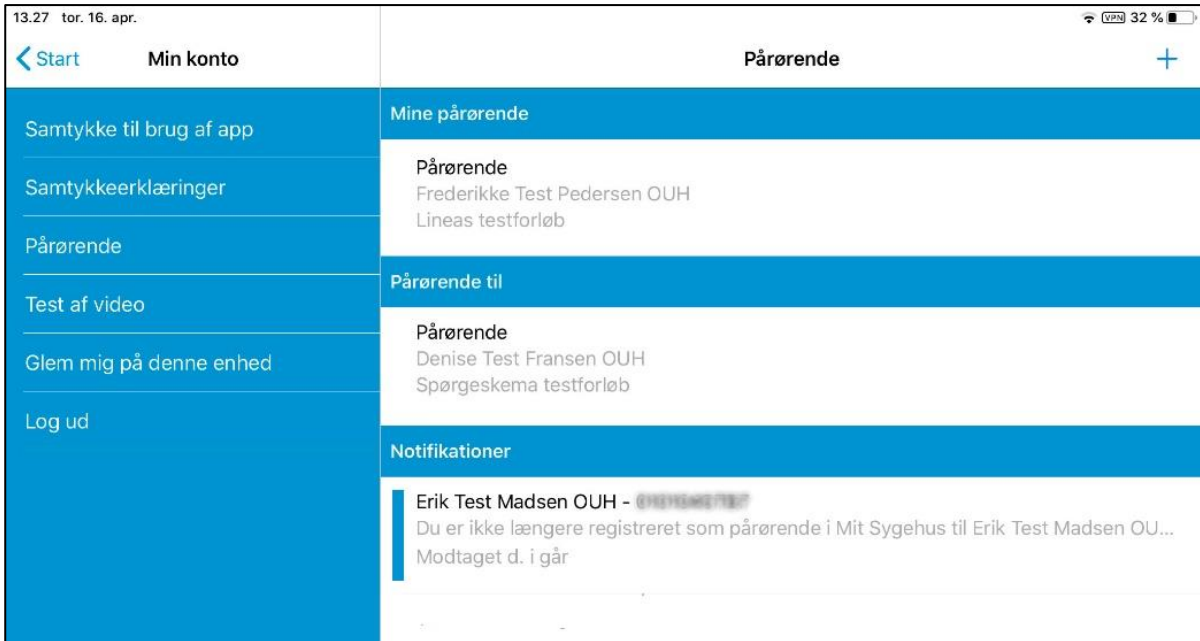 13.27 tor. 16. apr.
VPN 32 %
Start
Min konto
Pårørende
Samtykke til brug af app
Samtykkeerklæringer
Pårørende
Test af video
Glem mig på denne enhed
Log ud
Mine pårørende
Pårørende
Frederikke Test Pedersen OUH
Lineas testforløb
Pårørende til
Pårørende
Denise Test Fransen OUH
Spørgeskema testforløb
Notifikationer
Erik Test Madsen OUH -
Du er ikke længere registreret som pårørende i Mit Sygehus til Erik Test Madsen OU...
Modtaget d. i går